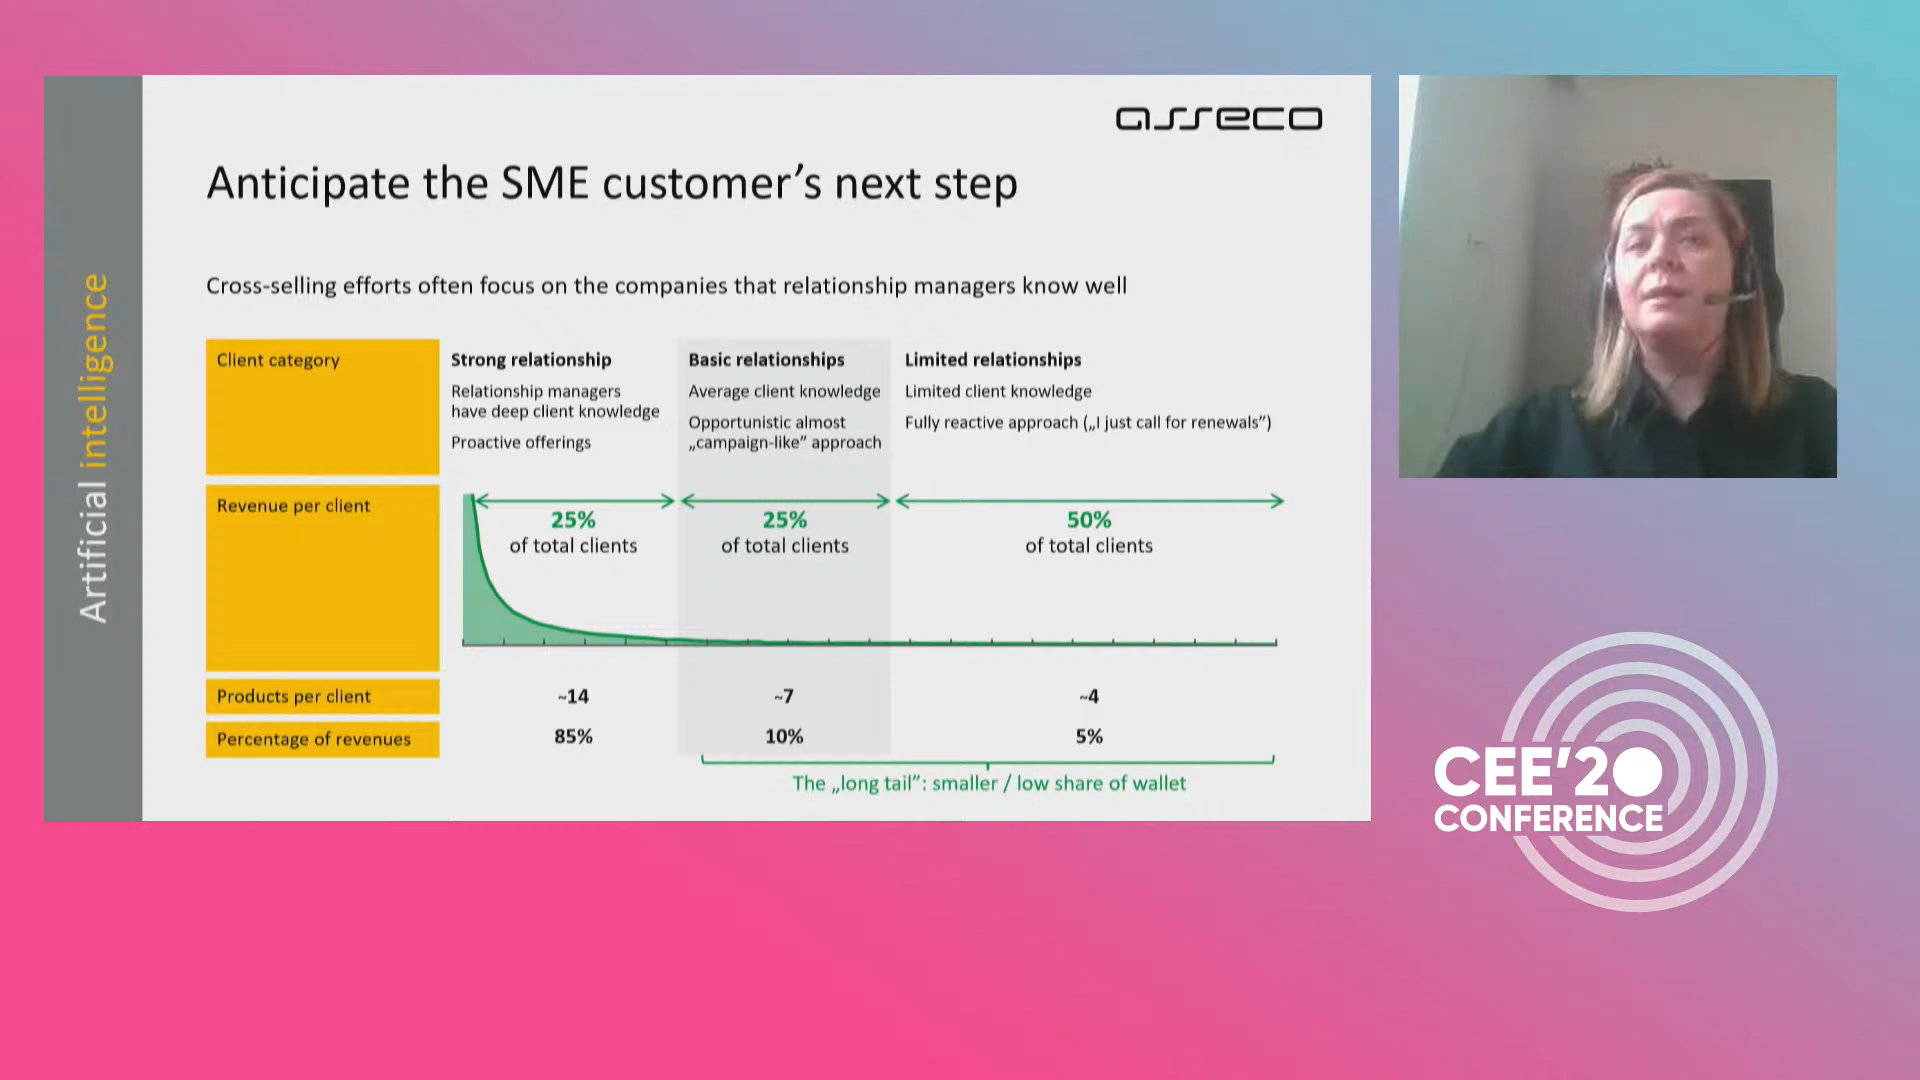 asseco
Anticipate the SME customer’s next step
Cross-selling efforts often focus on the companies that relationship managers know well
Artificial intelligence
Client category
Strong relationship
Relationship managers
have deep client knowledge
Proactive offerings
Basic relationships
Average client knowledge
Opportunistic almost
„campaign-like” approach
Limited relationships
Limited client knowledge
Fully reactive approach („I just call for renewals”)
Revenue per client
25%
of total clients
25%
of total clients
50%
of total clients
Products per client
~14
~7
~4
Percentage of revenues
85%
10%
5%
The „long tail”: smaller / low share of wallet
CEE’20
CONFERENCE